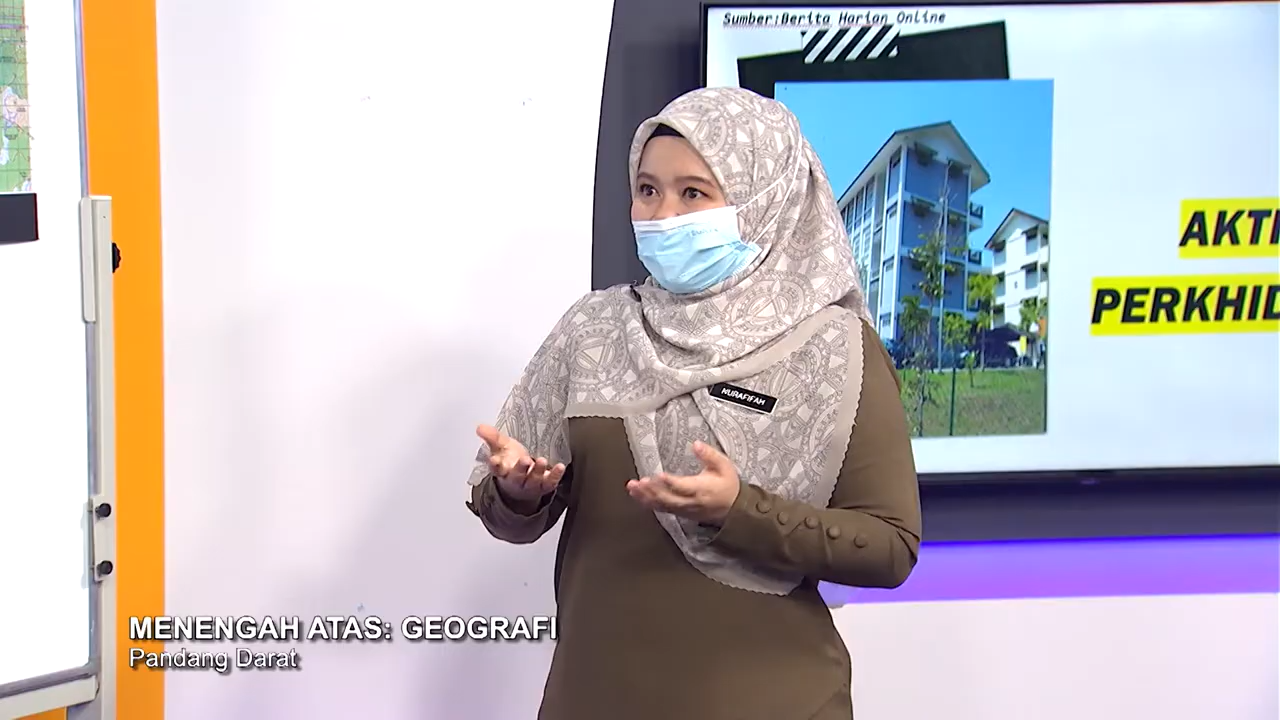 Sumber:Berita Harian Online
AKTI
PERKHID
NURAFIFAH
MENENGAH ATAS: GEOGRAFI
Pandang Darat